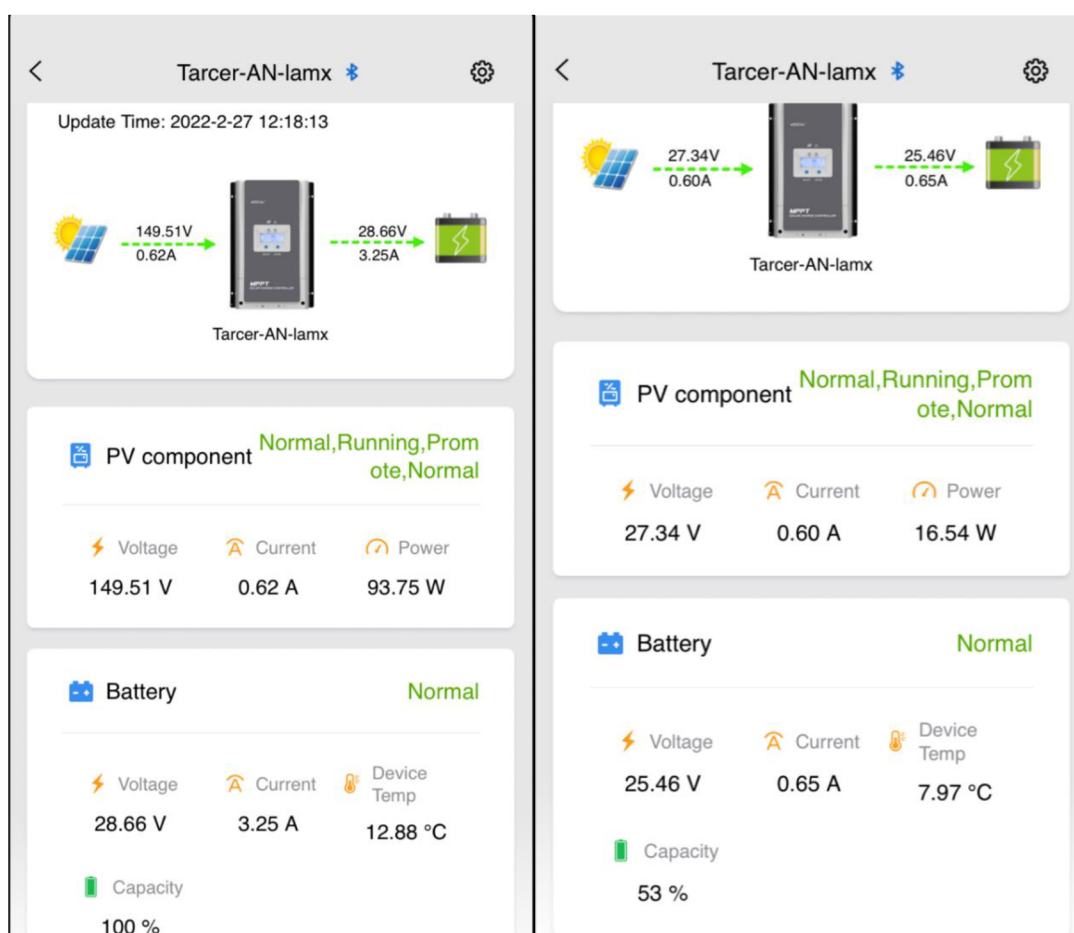 Tarcer-AN-lamx
Update Time: 2022-2-27 12:18:13
149.51V
0.62A
28.66V
3.25A
MPPT
Tarcer-AN-lamx
PV component
Normal,Running,Prom
ote,Normal
Voltage Current Power
149.51 V 0.62 A 93.75 W
Battery Normal
Voltage Current Device
Temp
28.66 V 3.25 A 12.88 °C
Capacity
100 %
Tarcer-AN-lamx
27.34V
0.60A
25.46V
0.65A
MPPT
Tarcer-AN-lamx
PV component
Normal,Running,Prom
ote,Normal
Voltage Current Power
27.34 V 0.60 A 16.54 W
Battery Normal
Voltage Current Device
Temp
25.46 V 0.65 A 7.97 °C
Capacity
53 %